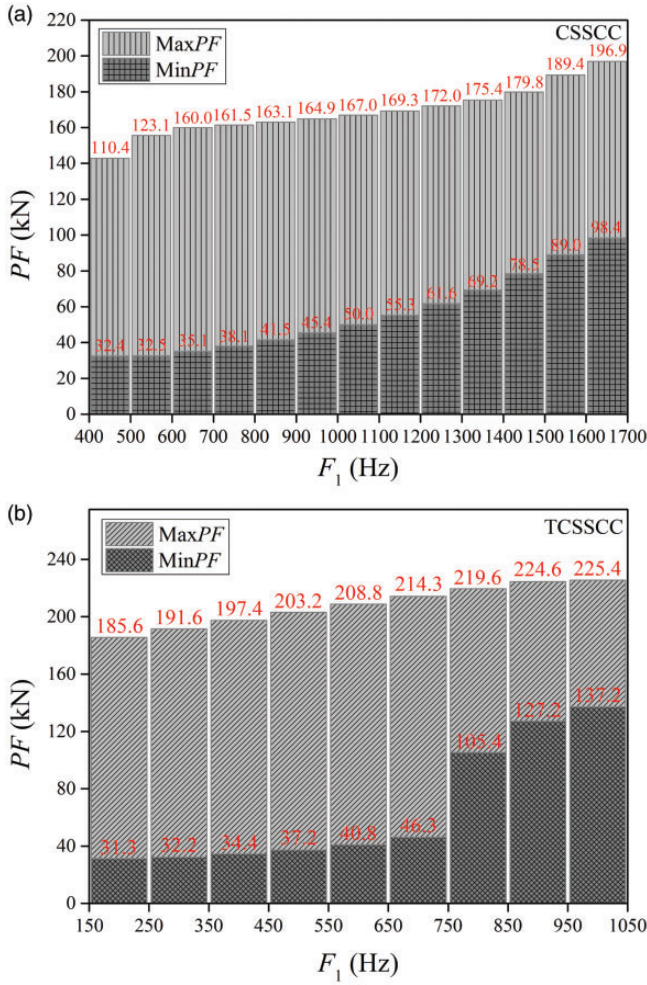 (a)
CSSCC
MaxPF
MinPF
220
200
180
160
140
120
100
80
60
40
20
0
PF (kN)
110.4 123.1 160.0 161.5 163.1 164.9 167.0 169.3 172.0 175.4 179.8 189.4 196.9
32.4 32.5 35.1 38.1 41.5 45.4 50.0 55.3 61.6 69.2 78.5 89.0 98.4
400 500 600 700 800 900 1000 1100 1200 1300 1400 1500 1600 1700
F1 (Hz)
(b)
TCSSCC
MaxPF
MinPF
240
200
160
120
80
40
0
PF (kN)
185.6 191.6 197.4 203.2 208.8 214.3 219.6 224.6 225.4
31.3 32.2 34.4 37.2 40.8 46.3 105.4 127.2 137.2
150 250 350 450 550 650 750 850 950 1050
F1 (Hz)